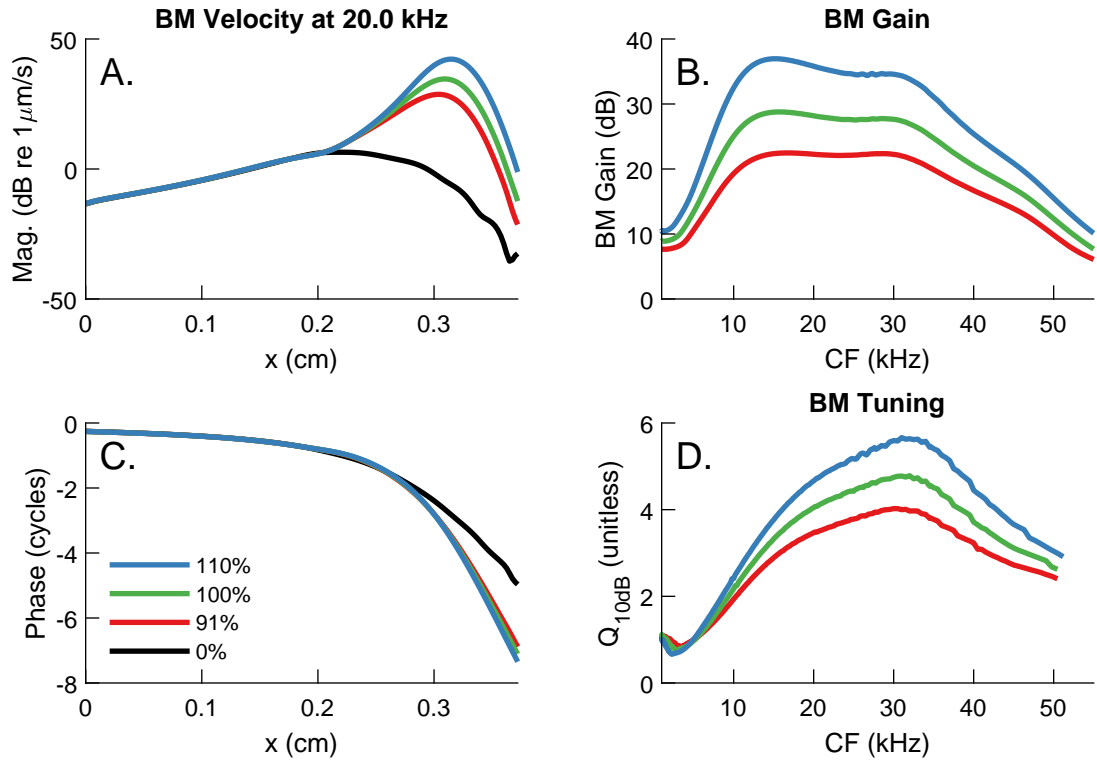 BM Velocity at 20.0 kHz
A.
50
0
-50
Mag. (dB re 1μm/s)
0
0.1
0.2
0.3
x (cm)
BM Gain
B.
40
30
20
10
0
BM Gain (dB)
10
20
30
40
50
CF (kHz)
C.
0
-2
-4
-6
-8
Phase (cycles)
110%
100%
91%
0%
0
0.1
0.2
0.3
x (cm)
BM Tuning
D.
6
4
2
0
Q10dB (unitless)
10
20
30
40
50
CF (kHz)